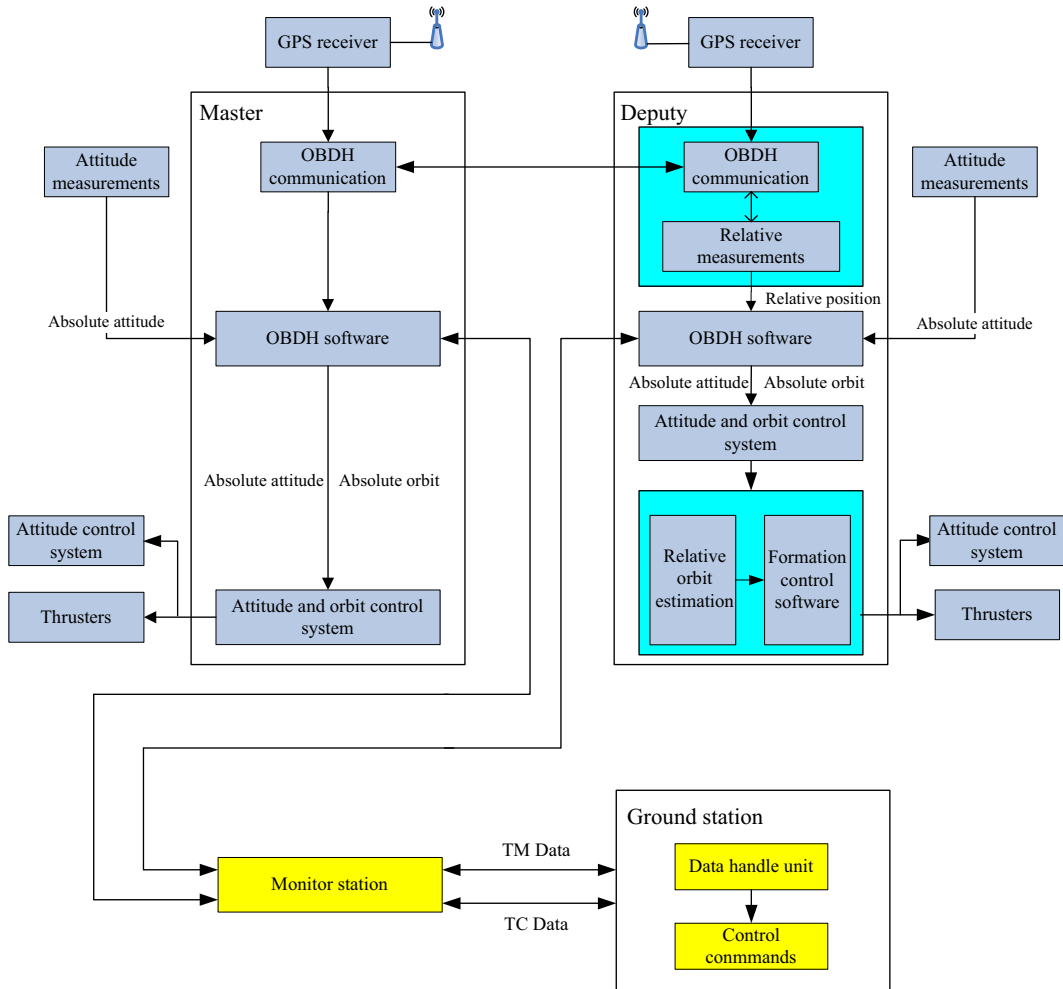 GPS receiver
GPS receiver
Master
Deputy
OBDH
communication
OBDH
communication
Attitude
measurements
Attitude
measurements
Relative
measurements
Relative position
Absolute attitude
OBDH software
OBDH software
Absolute attitude
Absolute attitude
Absolute orbit
Attitude and orbit control
system
Absolute attitude
Absolute orbit
Attitude control
system
Relative
orbit
estimation
Formation
control
software
Attitude control
system
Thrusters
Attitude and orbit control
system
Thrusters
Ground station
TM Data
Data handle unit
Monitor station
TC Data
Control
conmmands